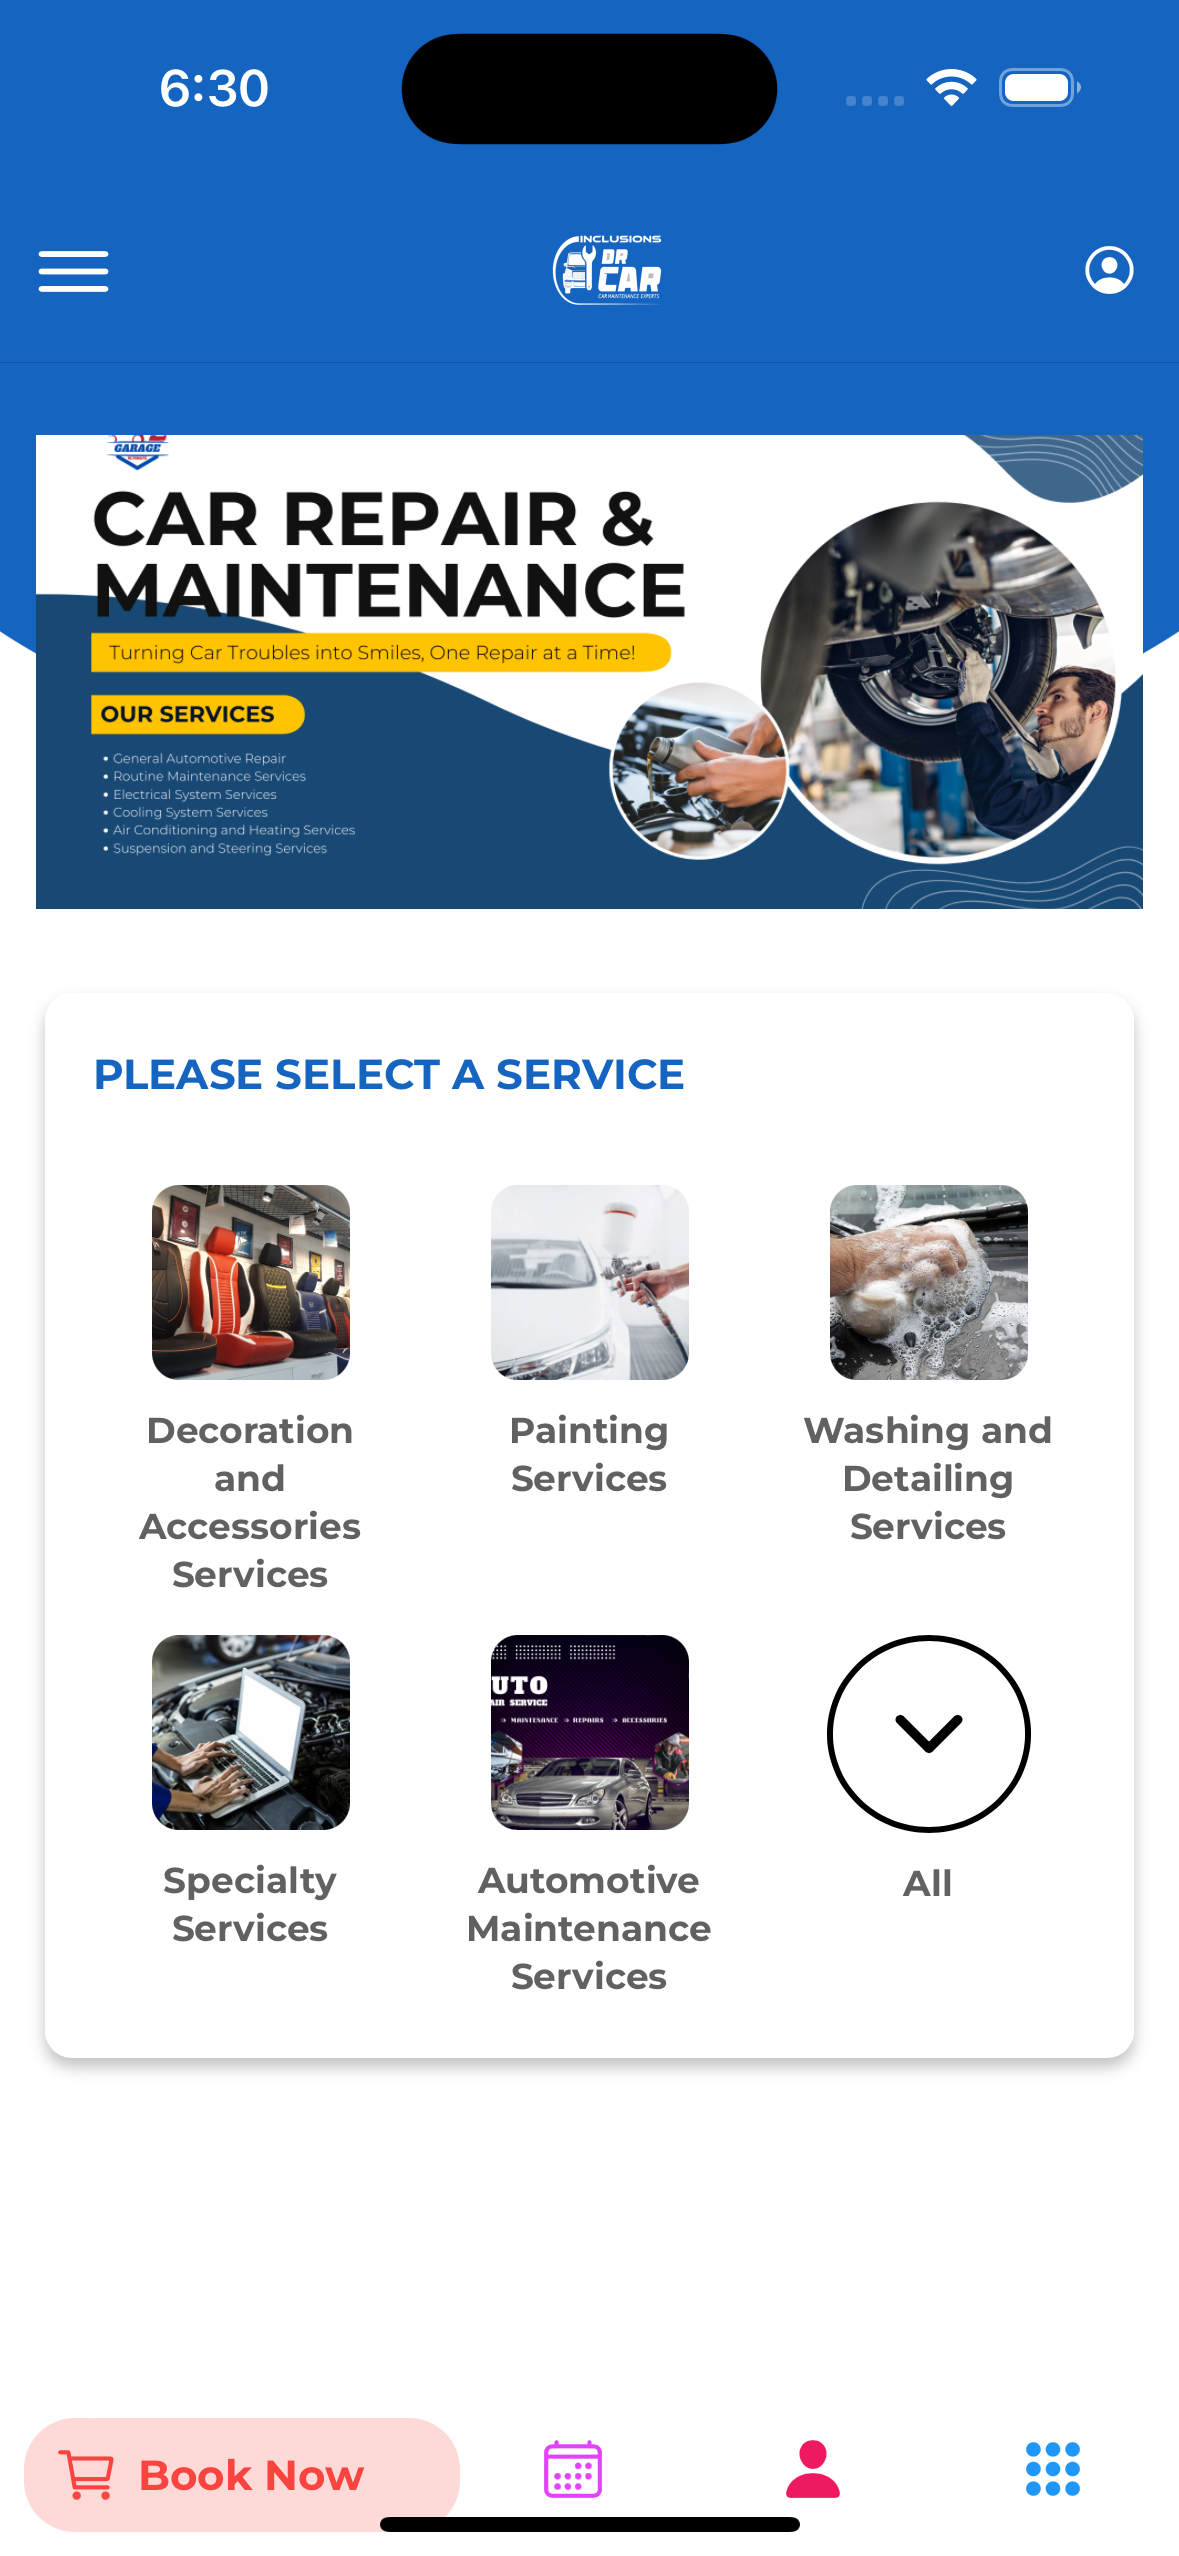 6:30
INCLUSIONS
DR
CAR
CAR MAINTENANCE EXPERTS
GARAGE
CAR REPAIR &
MAINTENANCE
Turning Car Troubles into Smiles, One Repair at a Time!
OUR SERVICES
• General Automotive Repair
• Routine Maintenance Services
• Electrical System Services
• Cooling System Services
• Air Conditioning and Heating Services
• Suspension and Steering Services
PLEASE SELECT A SERVICE
Decoration
and
Accessories
Services
Painting
Services
Washing and
Detailing
Services
Specialty
Services
UTO
AIR SERVICE
MAINTENANCE REPAIRS ACCESSORIES
Automotive
Maintenance
Services
All
Book Now